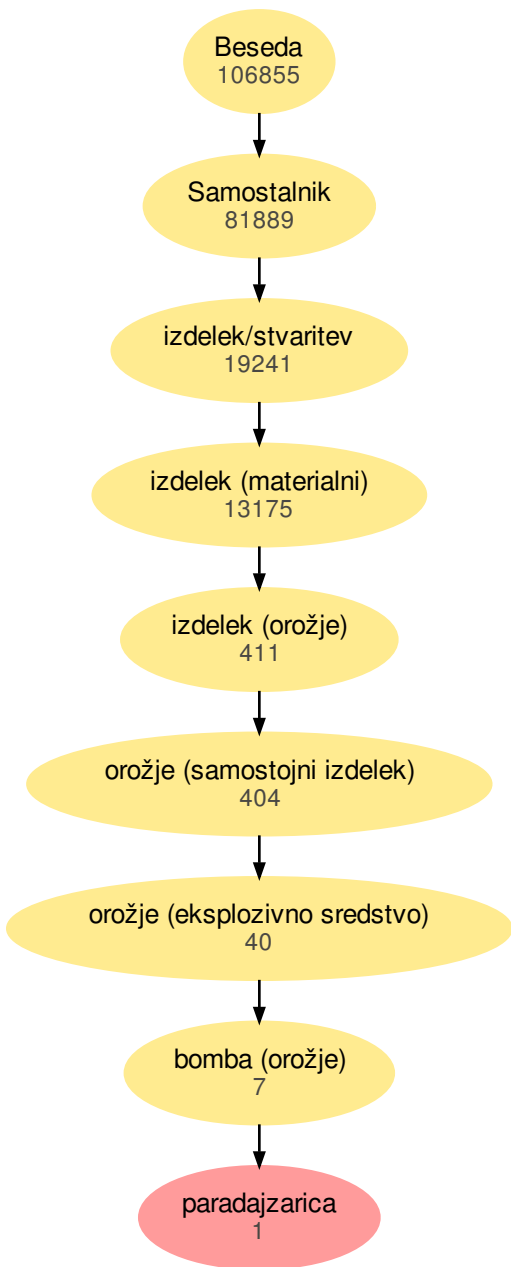 Beseda
106855
Samostalnik
81889
izdelek/stvaritev
19241
izdelek (materialni)
13175
izdelek (orožje)
411
orožje (samostojni izdelek)
404
orožje (eksplozivno sredstvo)
40
bomba (orožje)
7
paradajzarica
1